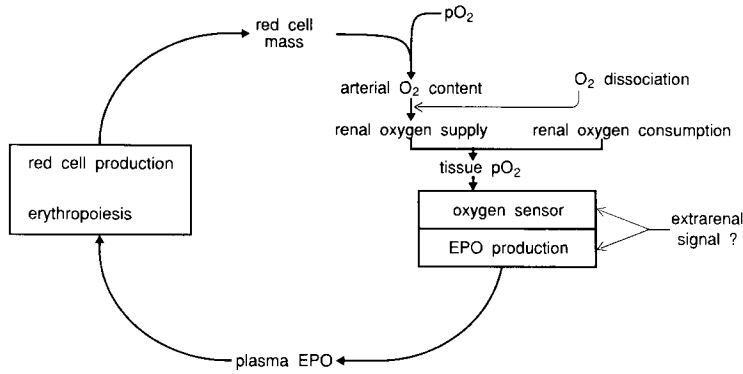 red cell
mass
pO₂
arterial O₂ content
O₂ dissociation
renal oxygen supply
renal oxygen consumption
tissue pO₂
red cell production
erythropoiesis
oxygen sensor
EPO production
extrarenal
signal ?
plasma EPO